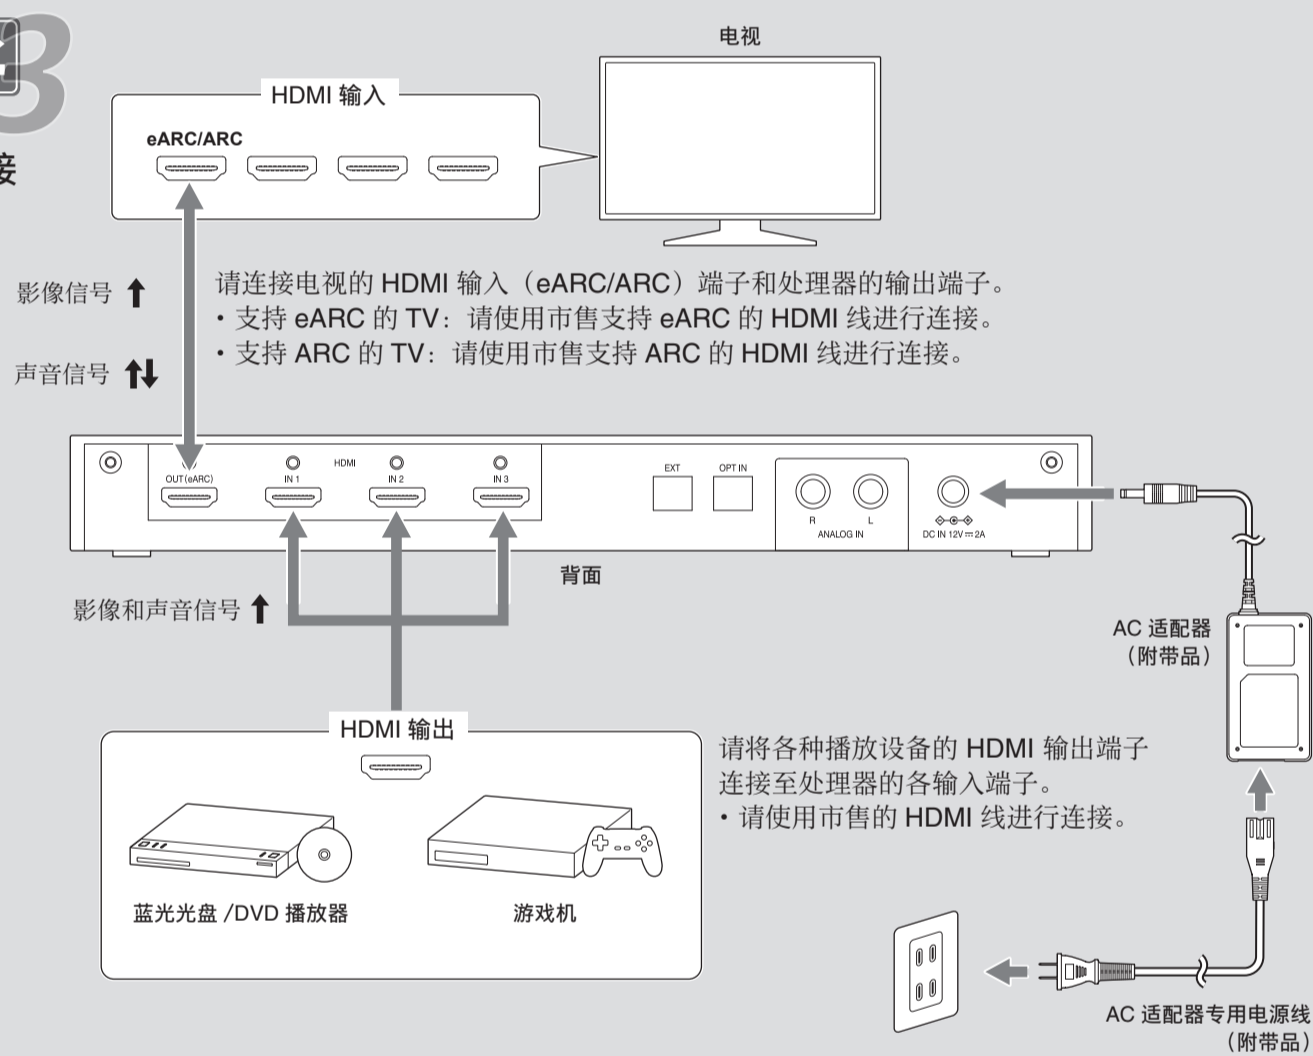 3
接
电视
HDMI 输入
eARC/ARC
影像信号
声音信号
请连接电视的 HDMI 输入（eARC/ARC）端子和处理器的输出端子。
・支持 eARC 的 TV：请使用市售支持 eARC 的 HDMI 线进行连接。
・支持 ARC 的 TV：请使用市售支持 ARC 的 HDMI 线进行连接。
OUT(eARC)
IN 1
HDMI
IN 2
IN 3
EXT
OPT IN
R
L
ANALOG IN
DC IN 12V⎓2A
背面
影像和声音信号
AC 适配器
（附带品）
HDMI 输出
蓝光光盘 /DVD 播放器
游戏机
请将各种播放设备的 HDMI 输出端子
连接至处理器的各输入端子。
・请使用市售的 HDMI 线进行连接。
AC 适配器专用电源线
（附带品）